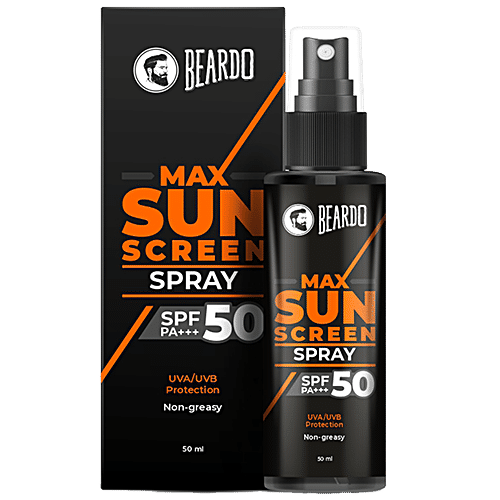 BEARDO
MAX
SUN
SCREEN
SPRAY
SPF
PA+++
50
UVA/UVB
Protection
Non-greasy
50 ml
BEARDO
MAX
SUN
SCREEN
SPRAY
SPF
PA+++
50
UVA/UVB
Protection
Non-greasy
50 ml